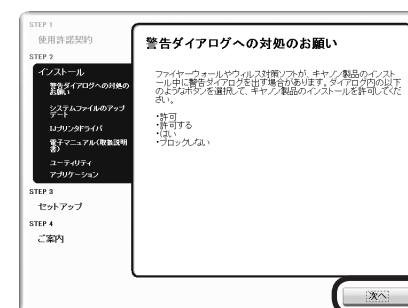 STEP 1
使用許諾契約
STEP 2
インストール
警告ダイアログへの対処の
お願い
システムファイルのアップ
デート
IJプリンタドライバ
電子マニュアル(取扱説明
書)
ユーティリティ
アプリケーション
STEP 3
セットアップ
STEP 4
ご案内
警告ダイアログへの対処のお願い
ファイヤーウォールやウィルス対策ソフトが、キヤノン製品のインスト
ール中に警告ダイアログを出す場合があります。ダイアログ内の以下
のようなボタンを選択して、キヤノン製品のインストールを許可してくだ
さい。
・許可
・許可する
・はい
・ブロックしない
次へ